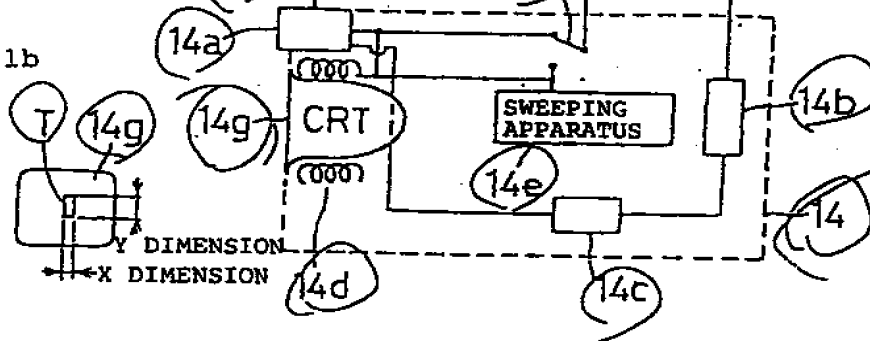 14a
1b
T
14g
14g
CRT
SWEEPING
APPARATUS
14b
14e
14
Y DIMENSION
X DIMENSION
14d
14c